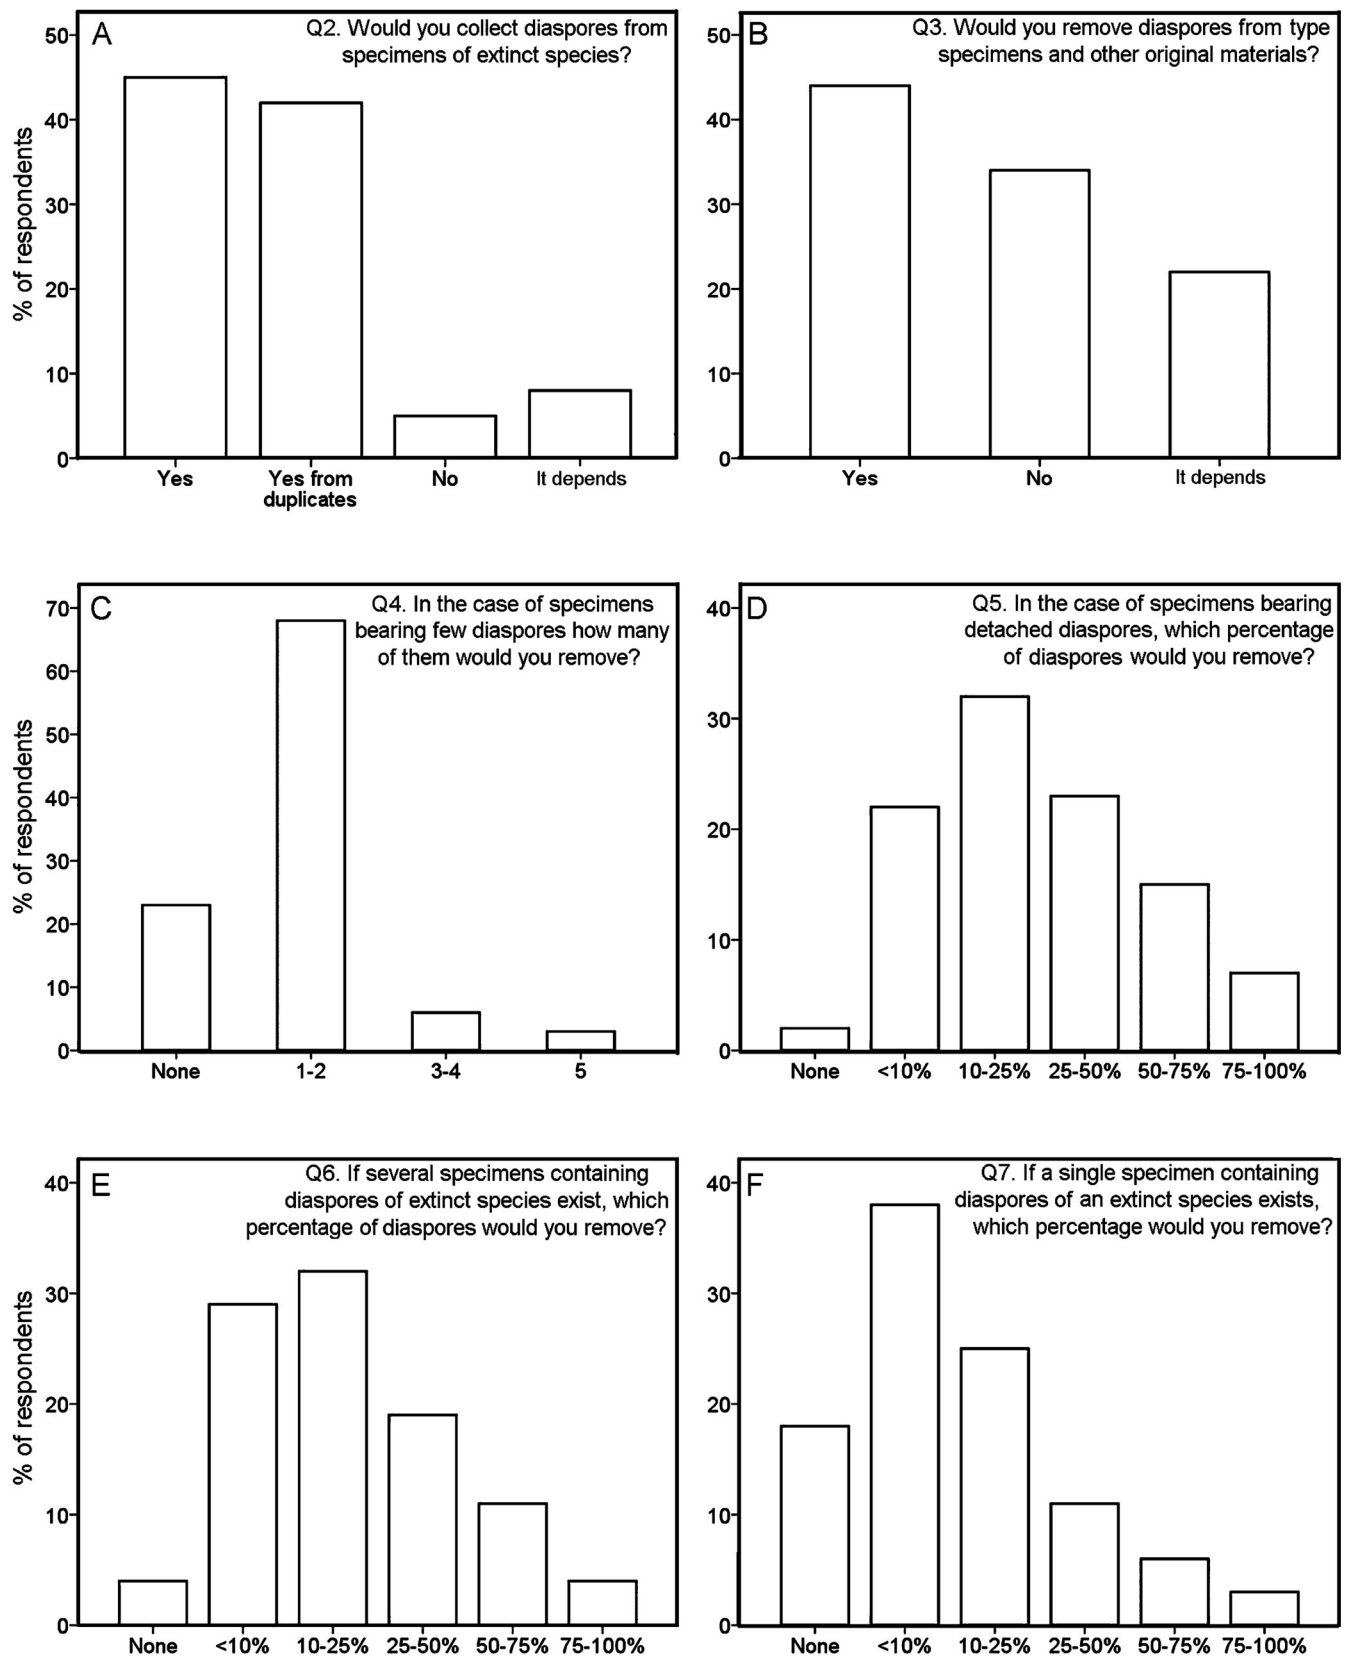 A
Q2. Would you collect diaspores from
specimens of extinct species?
% of respondents
50
40
30
20
10
0
Yes
Yes from
duplicates
No
It depends
B
Q3. Would you remove diaspores from type
specimens and other original materials?
50
40
30
20
10
0
Yes
No
It depends
C
Q4. In the case of specimens
bearing few diaspores how many
of them would you remove?
% of respondents
70
60
50
40
30
20
10
0
None
1-2
3-4
5
D
Q5. In the case of specimens bearing
detached diaspores, which percentage
of diaspores would you remove?
40
30
20
10
0
None
<10%
10-25%
25-50%
50-75%
75-100%
E
Q6. If several specimens containing
diaspores of extinct species exist, which
percentage of diaspores would you remove?
% of respondents
40
30
20
10
0
None
<10%
10-25%
25-50%
50-75%
75-100%
F
Q7. If a single specimen containing
diaspores of an extinct species exists,
which percentage would you remove?
40
30
20
10
0
None
<10%
10-25%
25-50%
50-75%
75-100%